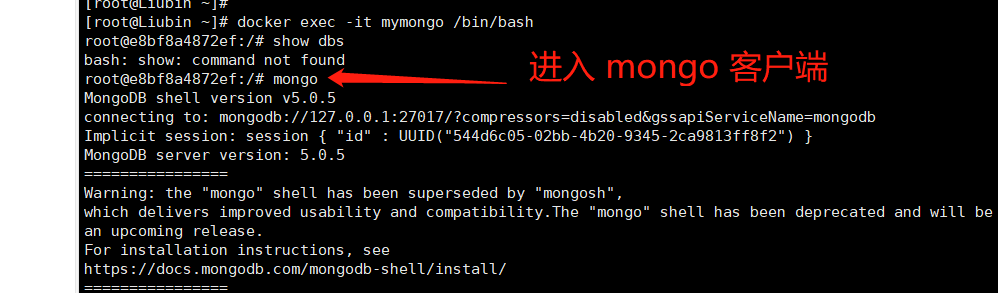 [root@Liubin ~]#
[root@Liubin ~]# docker exec -it mymongo /bin/bash
root@e8bf8a4872ef:/# show dbs
bash: show: command not found
root@e8bf8a4872ef:/# mongo
进入 mongo 客户端
MongoDB shell version v5.0.5
connecting to: mongodb://127.0.0.1:27017/?compressors=disabled&gssapiServiceName=mongodb
Implicit session: session { "id" : UUID("544d6c05-02bb-4b20-9345-2ca9813ff8f2") }
MongoDB server version: 5.0.5
================
Warning: the "mongo" shell has been superseded by "mongosh",
which delivers improved usability and compatibility.The "mongo" shell has been deprecated and will be
an upcoming release.
For installation instructions, see
https://docs.mongodb.com/mongodb-shell/install/
================